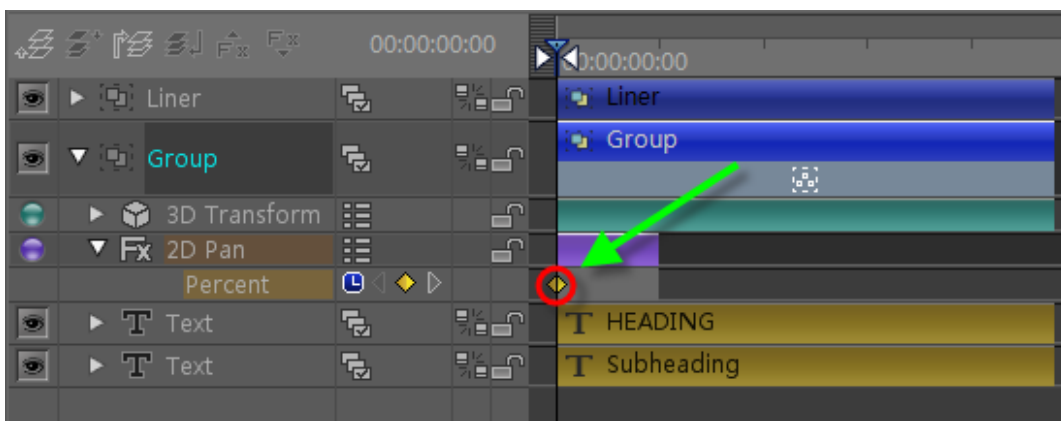 00:00:00:00
00:00:00:00
Liner Liner
Group Group
3D Transform
Fx 2D Pan
Percent
T Text T HEADING
T Text T Subheading